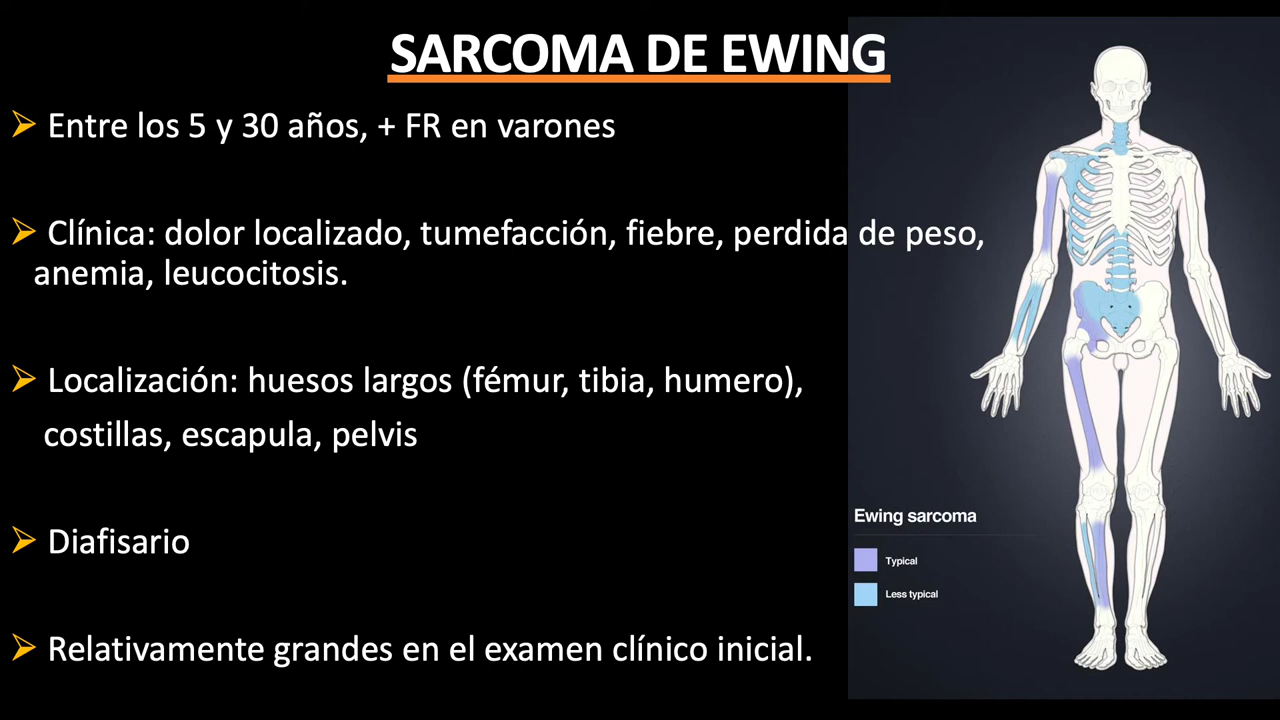 SARCOMA DE EWING
➢ Entre los 5 y 30 años, + FR en varones
➢ Clínica: dolor localizado, tumefacción, fiebre, perdida de peso,
anemia, leucocitosis.
➢ Localización: huesos largos (fémur, tibia, humero),
costillas, escapula, pelvis
➢ Diafisario
➢ Relativamente grandes en el examen clínico inicial.
Ewing sarcoma
Typical
Less typical